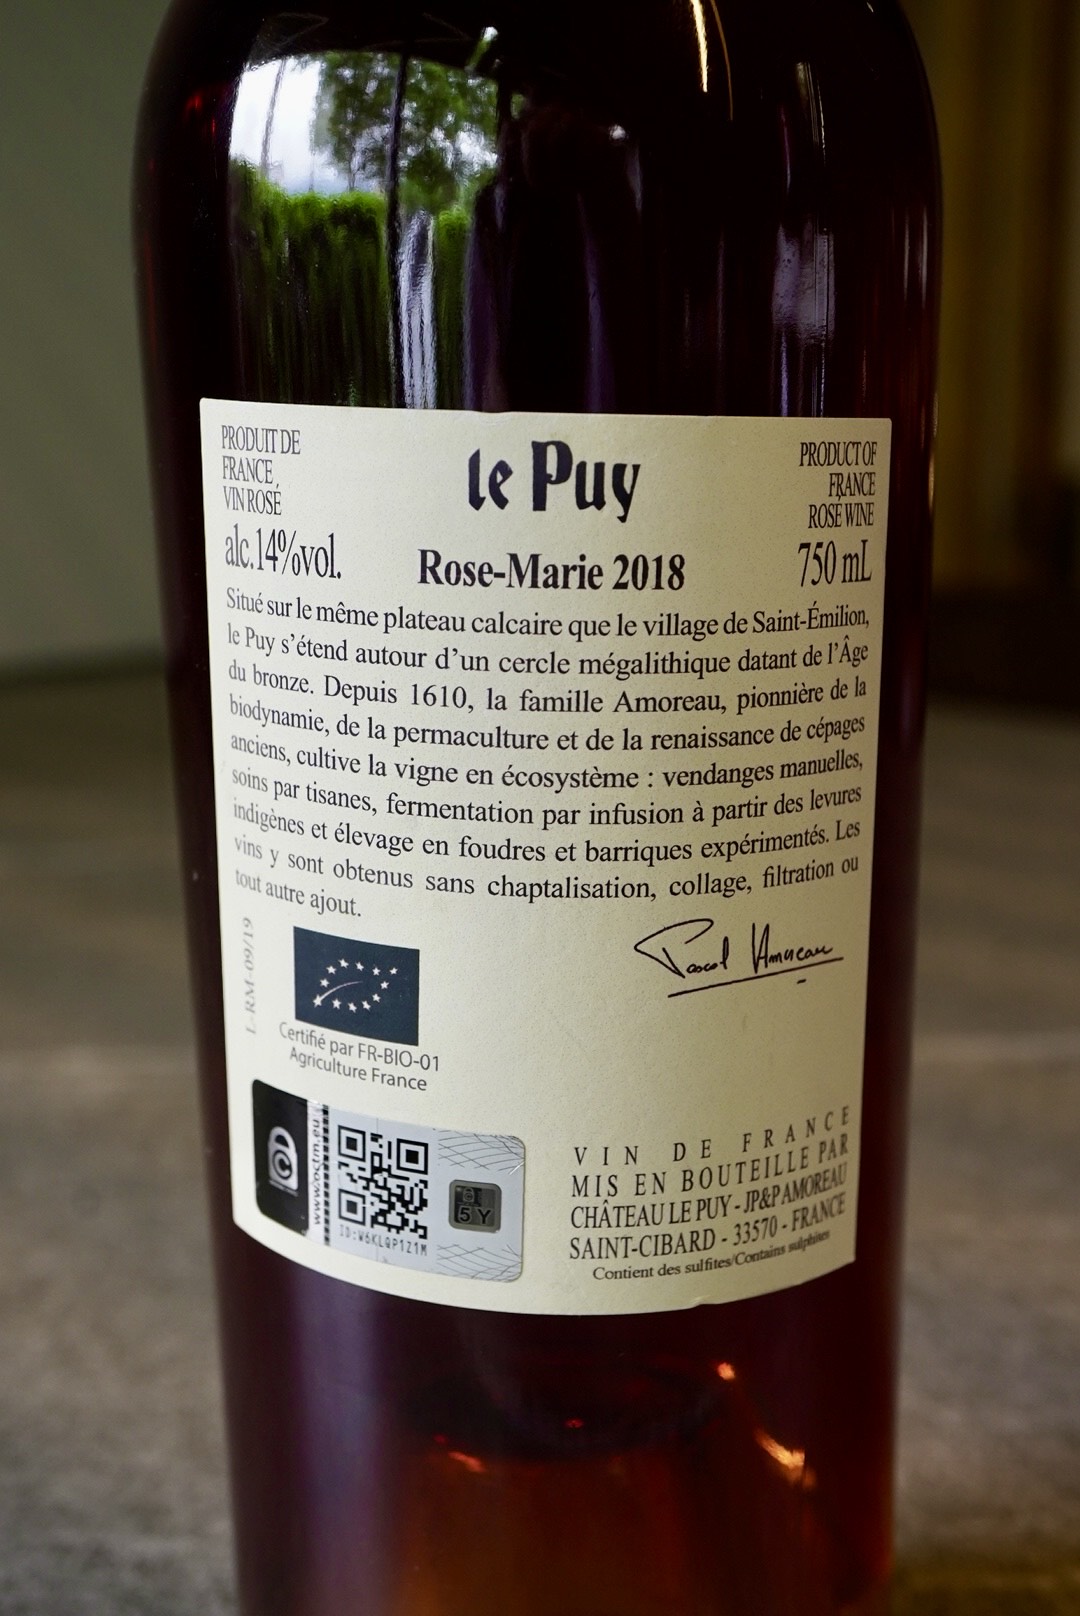 PRODUIT DE
FRANCE,
VIN ROSÉ
alc.14%vol.
le Puy
Rose-Marie 2018
PRODUCT OF
FRANCE
ROSÉ WINE
750 mL
Situé sur le même plateau calcaire que le village de Saint-Émilion,
le Puy s’étend autour d’un cercle mégalithique datant de l’Âge
du bronze. Depuis 1610, la famille Amoreau, pionnière de la
biodynamie, de la permaculture et de la renaissance de cépages
anciens, cultive la vigne en écosystème : vendanges manuelles,
soins par tisanes, fermentation par infusion à partir des levures
indigènes et élevage en foudres et barriques expérimentés. Les
vins y sont obtenus sans chaptalisation, collage, filtration ou
tout autre ajout.
L-RM-09/19
Pascal Amoreau
Certifié par FR-BIO-01
Agriculture France
C
www.octm.eu
ID:W6KLQP1Z1M
5 Y
VIN DE FRANCE
MIS EN BOUTEILLE PAR
CHÂTEAU LE PUY - JP&P AMOREAU
SAINT-CIBARD - 33570 - FRANCE
Contient des sulfites/Contains sulphites